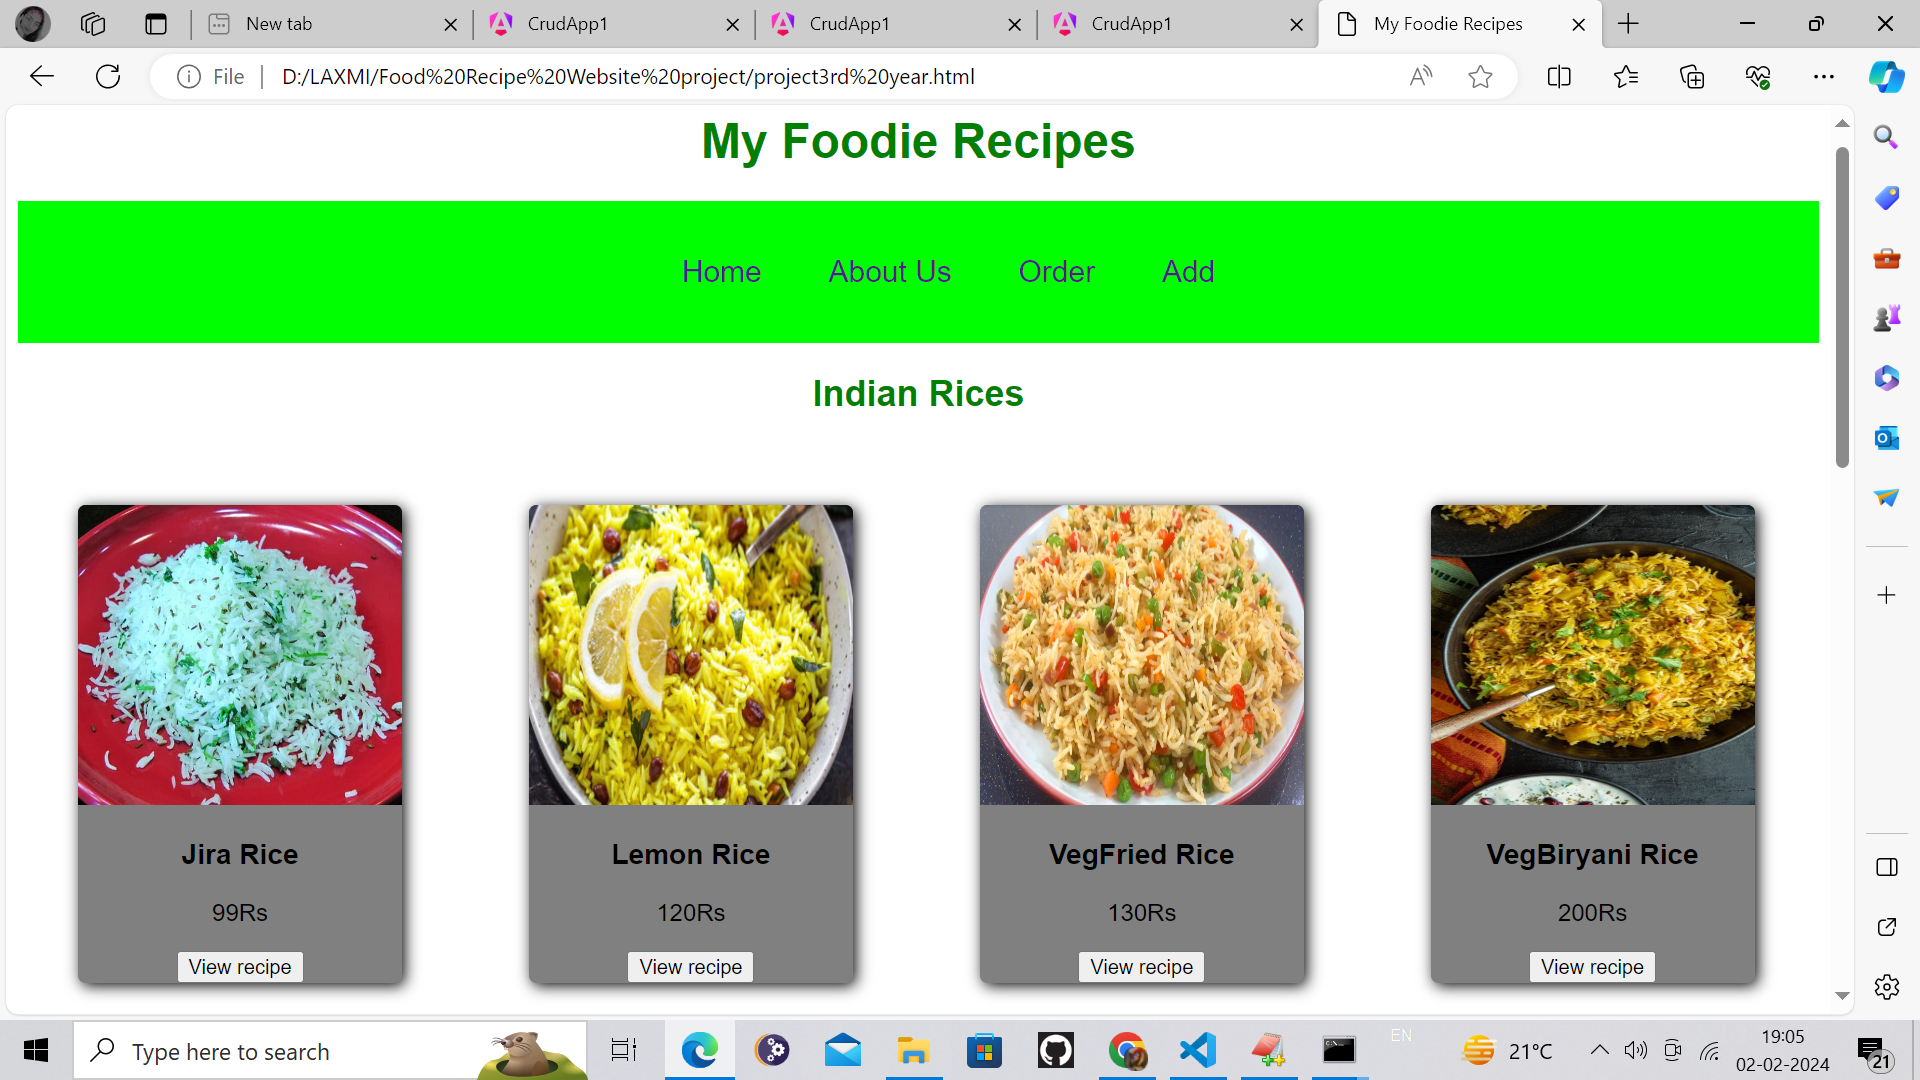 New tab
CrudApp1
CrudApp1
CrudApp1
My Foodie Recipes
File
D:/LAXMI/Food%20Recipe%20Website%20project/project3rd%20year.html
My Foodie Recipes
Home About Us Order Add
Indian Rices
Jira Rice
99Rs
View recipe
Lemon Rice
120Rs
View recipe
VegFried Rice
130Rs
View recipe
VegBiryani Rice
200Rs
View recipe
Type here to search
EN
21°C
19:05
02-02-2024
21